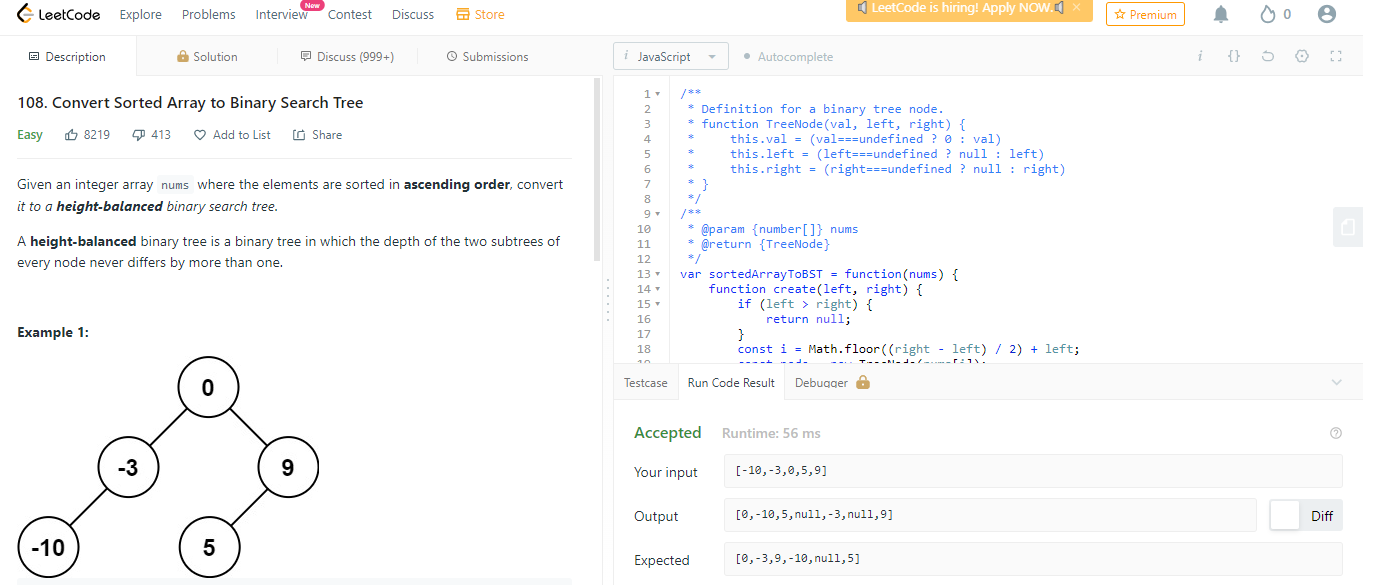 LeetCode Explore Problems Interview New Contest Discuss Store LeetCode is hiring! Apply NOW. Premium 0
Description Solution Discuss (999+) Submissions
108. Convert Sorted Array to Binary Search Tree
Easy 8219 413 Add to List Share
Given an integer array nums where the elements are sorted in ascending order, convert
it to a height-balanced binary search tree.
A height-balanced binary tree is a binary tree in which the depth of the two subtrees of
every node never differs by more than one.
Example 1:
0
-3 9
-10 5
i JavaScript Autocomplete i {}
1 /**
2 * Definition for a binary tree node.
3 * function TreeNode(val, left, right) {
4 *     this.val = (val===undefined ? 0 : val)
5 *     this.left = (left===undefined ? null : left)
6 *     this.right = (right===undefined ? null : right)
7 * }
8 */
9 /**
10 * @param {number[]} nums
11 * @return {TreeNode}
12 */
13 var sortedArrayToBST = function(nums) {
14     function create(left, right) {
15         if (left > right) {
16             return null;
17         }
18         const i = Math.floor((right - left) / 2) + left;
Testcase Run Code Result Debugger
Accepted Runtime: 56 ms
Your input [-10,-3,0,5,9]
Output [0,-10,5,null,-3,null,9] Diff
Expected [0,-3,9,-10,null,5]